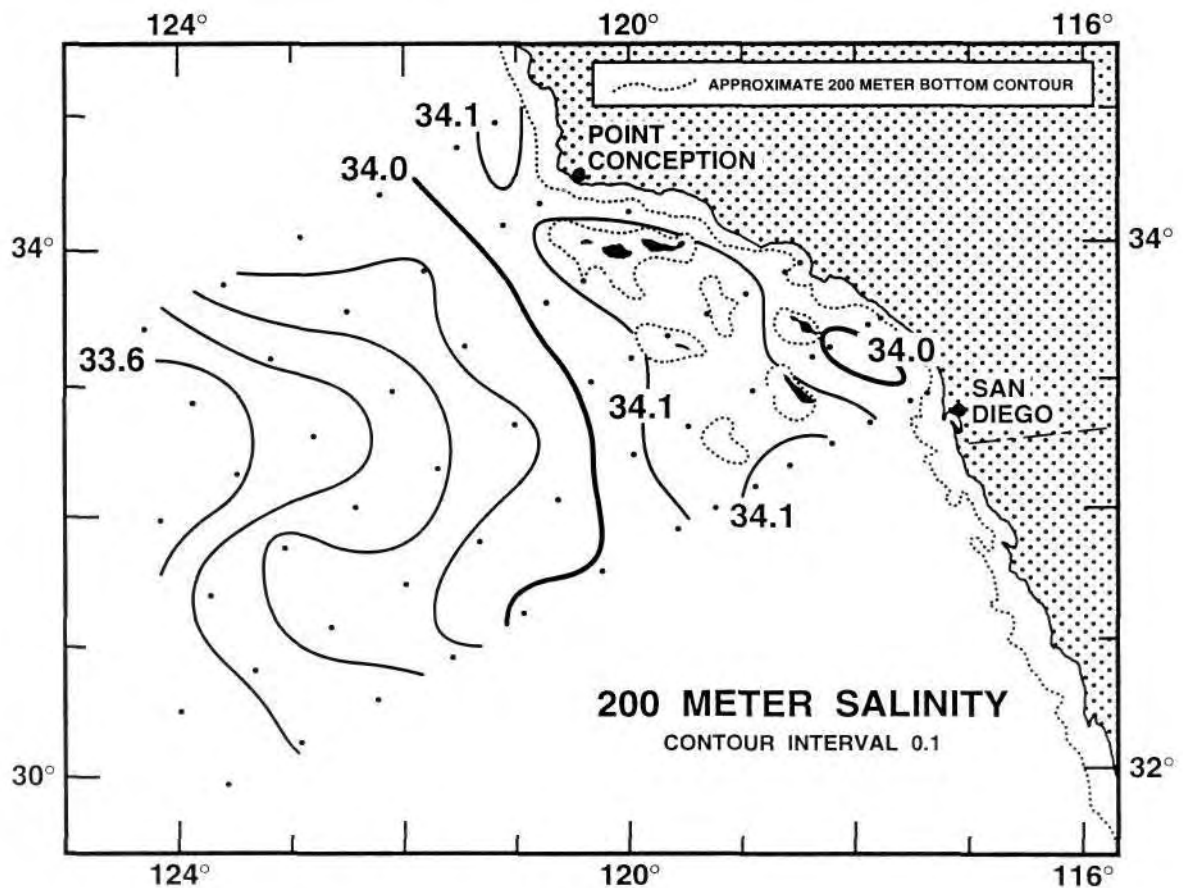 124°
120°
116°
APPROXIMATE 200 METER BOTTOM CONTOUR
34.1
POINT
CONCEPTION
34.0
34°
34°
33.6
34.0
34.1
SAN
DIEGO
34.1
200 METER SALINITY
CONTOUR INTERVAL 0.1
30°
32°
124°
120°
116°